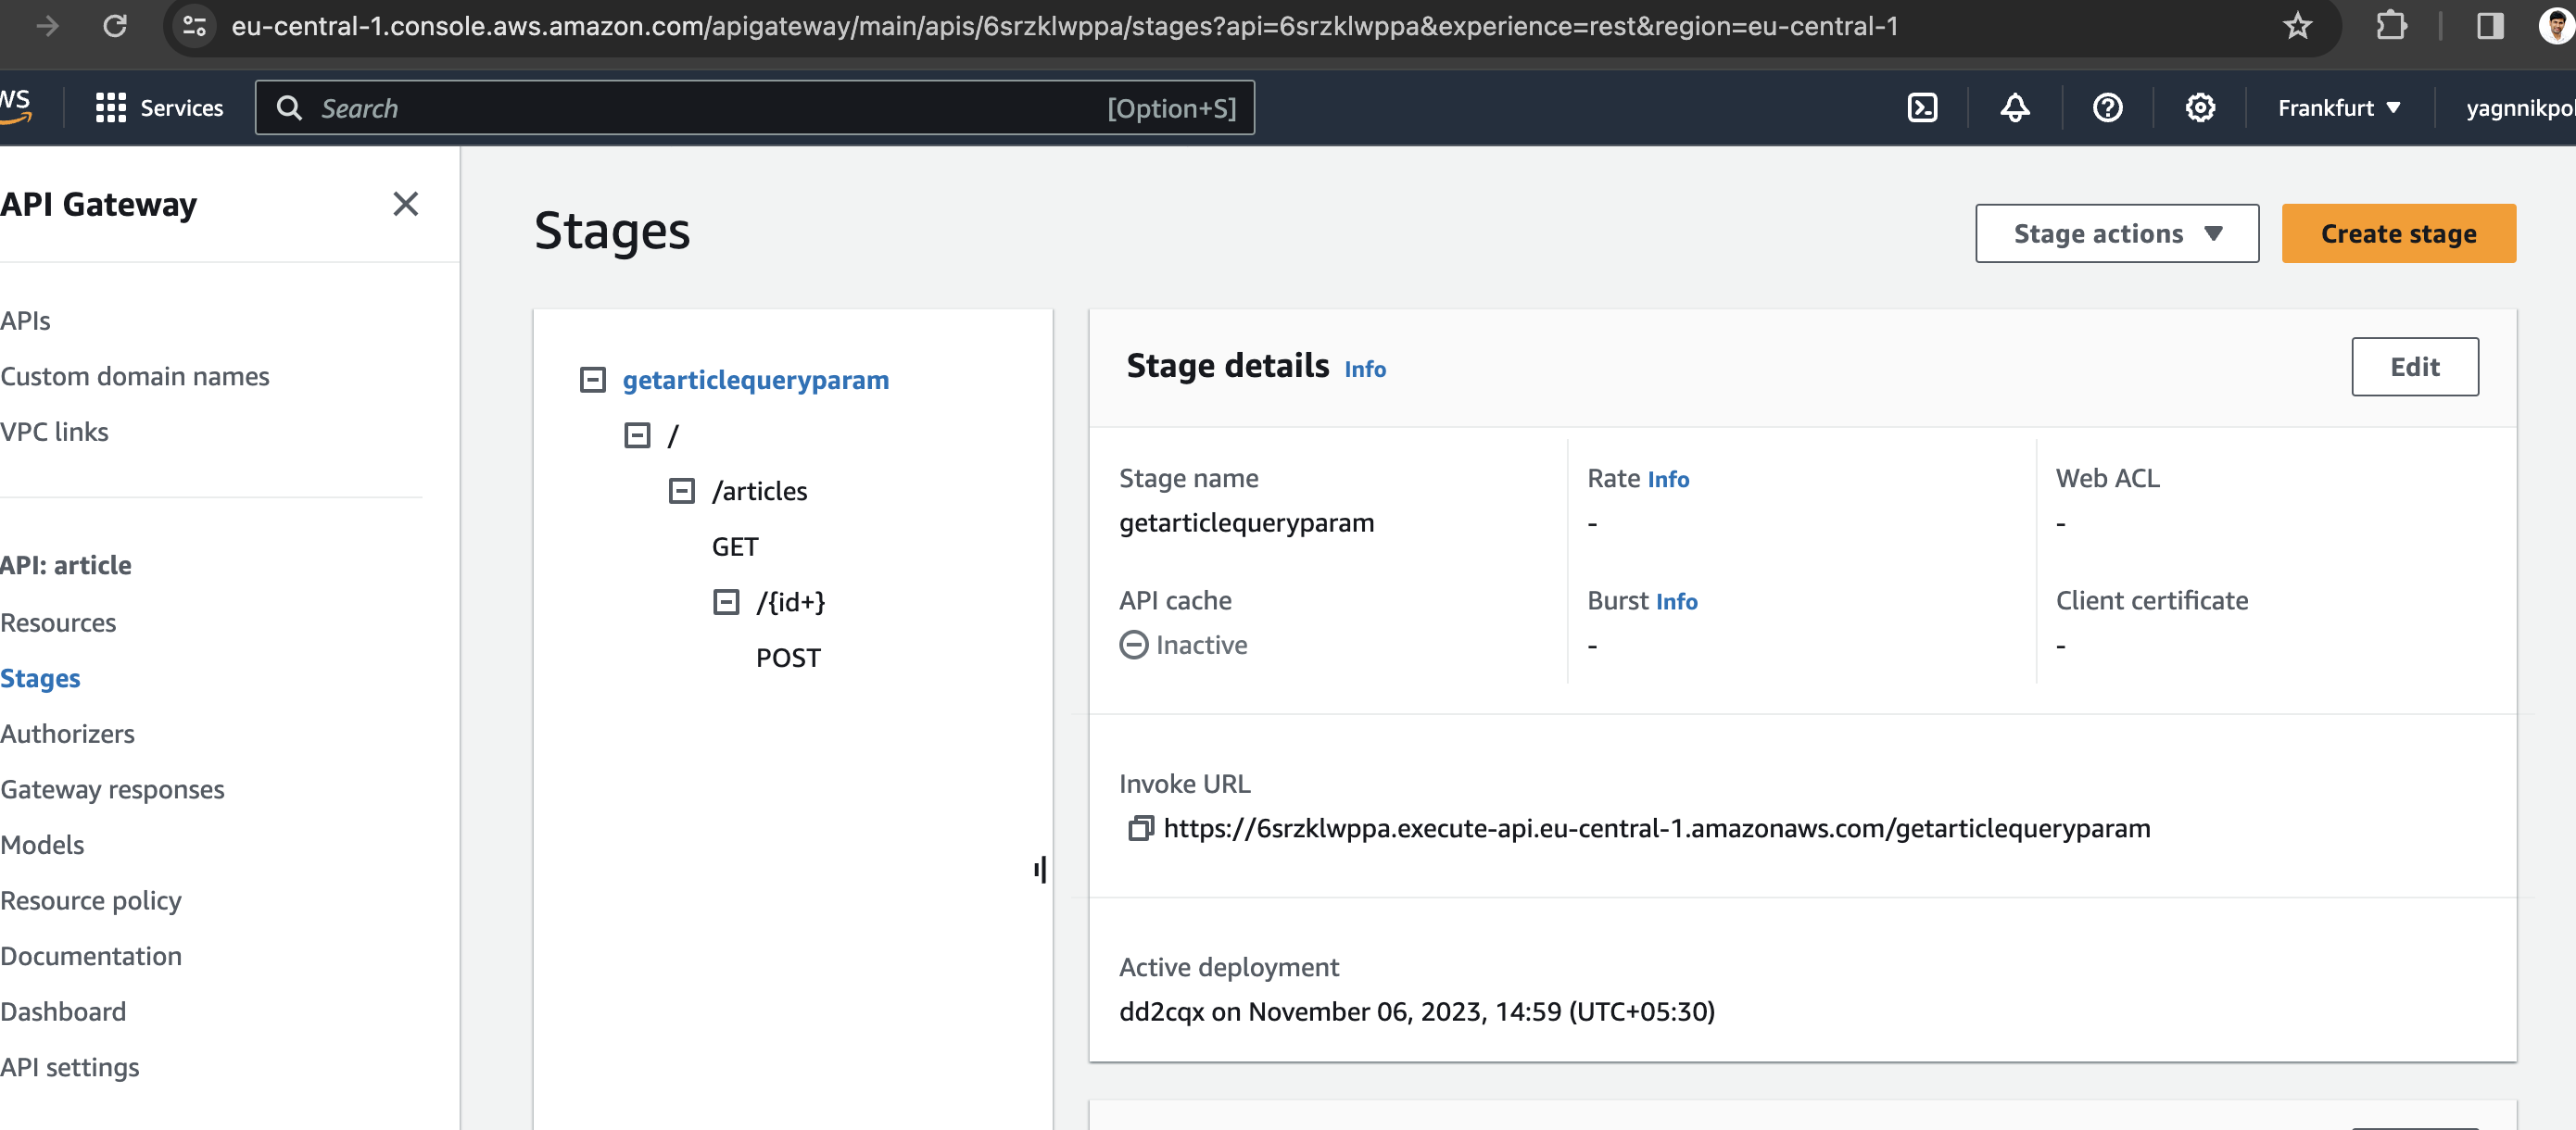 eu-central-1.console.aws.amazon.com/apigateway/main/apis/6srzklwppa/stages?api=6srzklwppa&experience=rest&region=eu-central-1
Services
Search
[Option+S]
Frankfurt
API Gateway
APIs
Custom domain names
VPC links
API: article
Resources
Stages
Authorizers
Gateway responses
Models
Resource policy
Documentation
Dashboard
API settings
Stages
Stage actions
Create stage
getarticlequeryparam
/
/articles
GET
/{id+}
POST
Stage details Info
Edit
Stage name
getarticlequeryparam
Rate Info
-
Web ACL
-
API cache
Inactive
Burst Info
-
Client certificate
-
Invoke URL
https://6srzklwppa.execute-api.eu-central-1.amazonaws.com/getarticlequeryparam
Active deployment
dd2cqx on November 06, 2023, 14:59 (UTC+05:30)